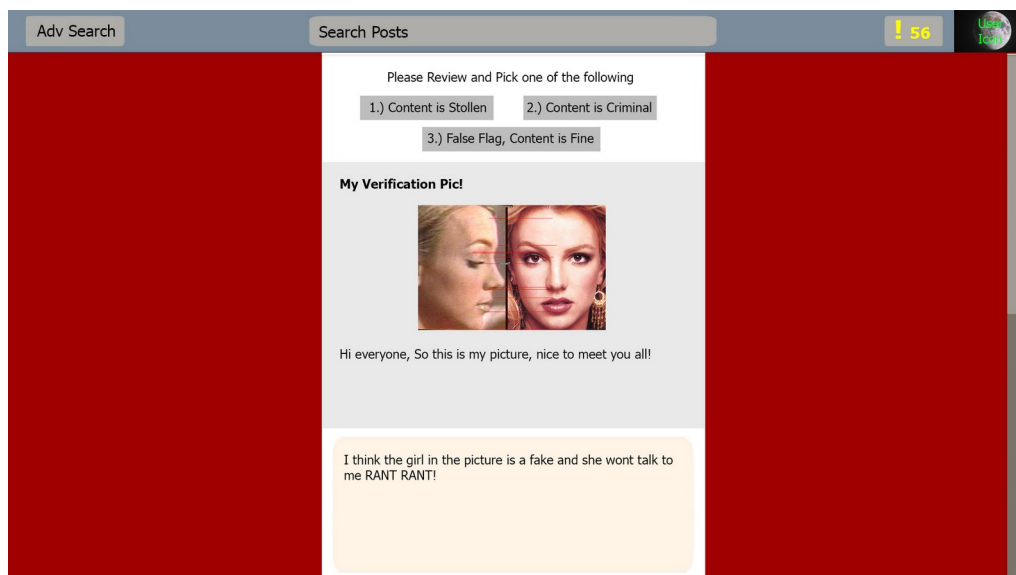 Adv Search
Search Posts
! 56
User
Icon
Please Review and Pick one of the following
1.) Content is Stollen
2.) Content is Criminal
3.) False Flag, Content is Fine
My Verification Pic!
Hi everyone, So this is my picture, nice to meet you all!
I think the girl in the picture is a fake and she wont talk to
me RANT RANT!